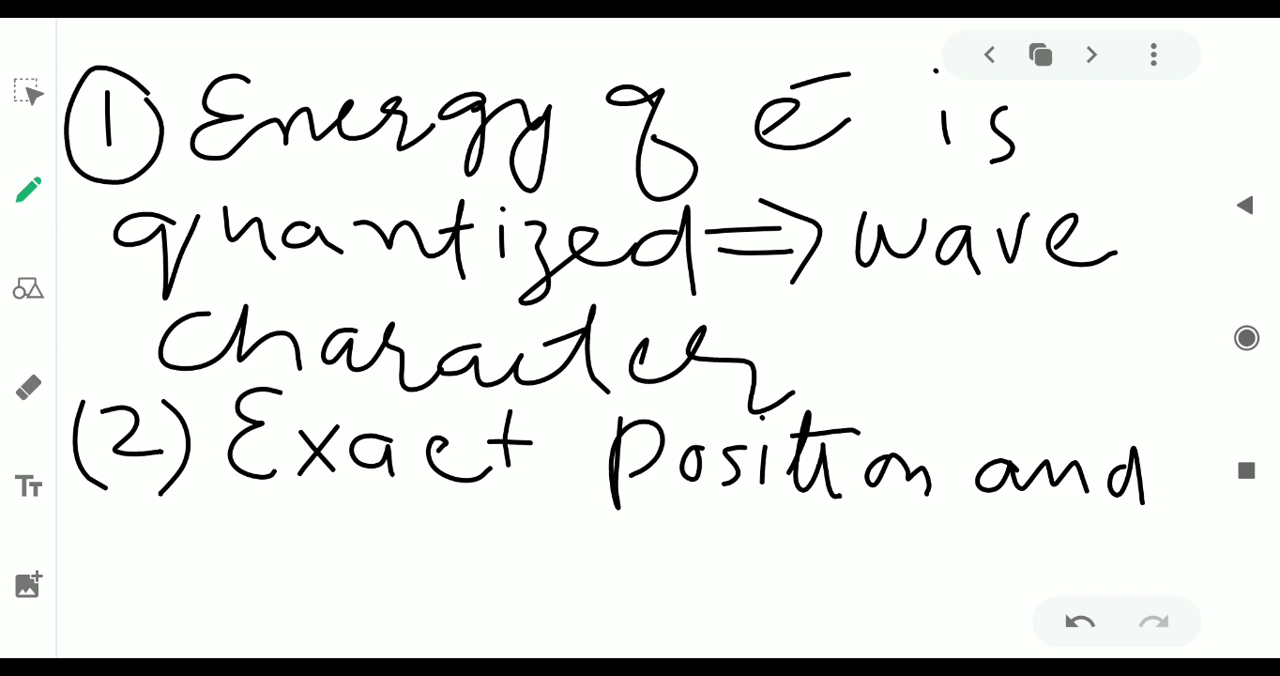 ① Energy of e⁻ is
quantized ⇒ wave
character
(2) Exact position and